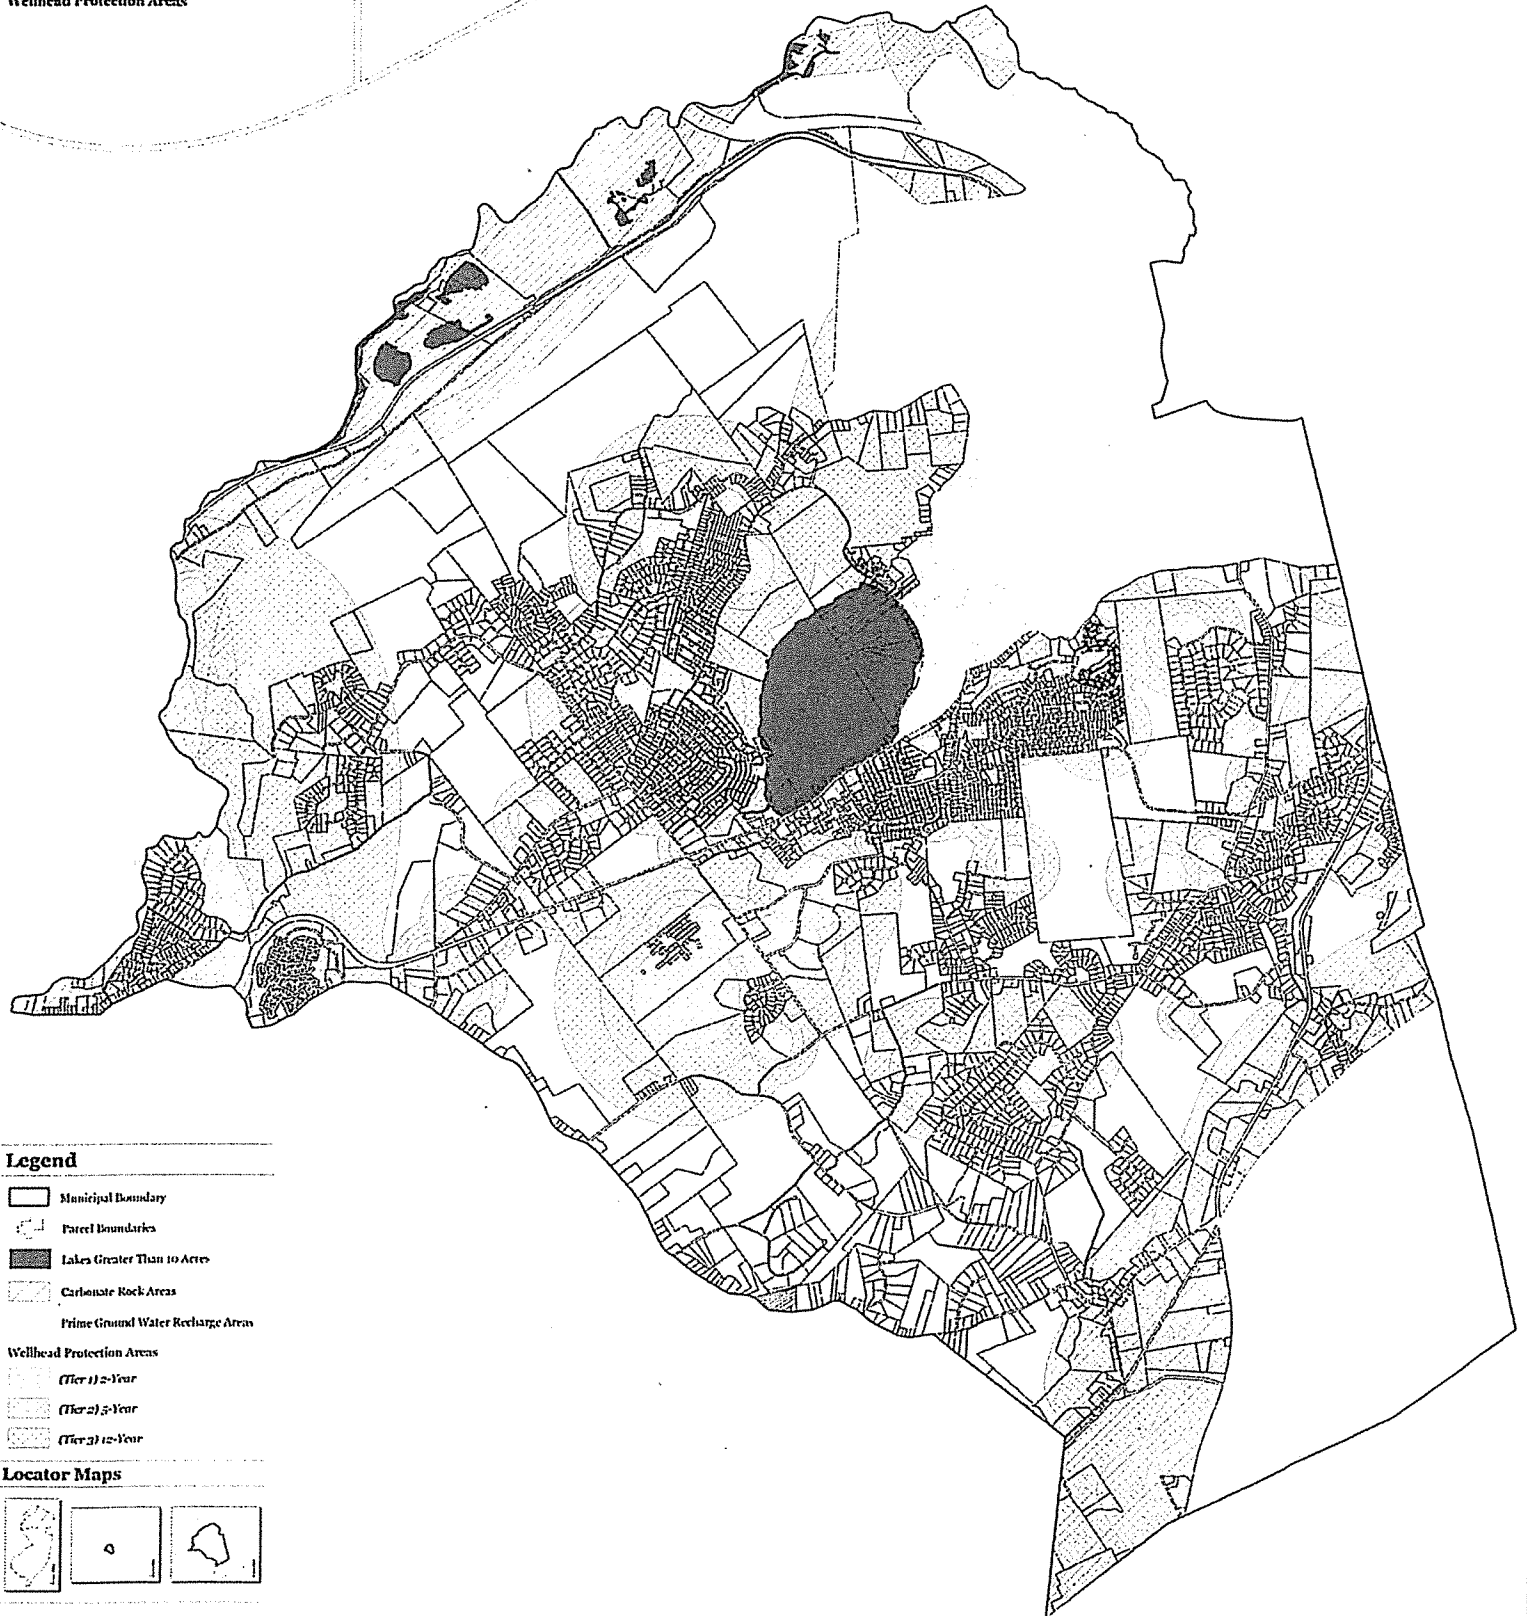 Wellhead Protection Areas
Legend
Municipal Boundary
Parcel Boundaries
Lakes Greater Than 10 Acres
Carbonate Rock Areas
Prime Ground Water Recharge Areas
Wellhead Protection Areas
(Tier 1) 2-Year
(Tier 2) 5-Year
(Tier 3) 12-Year
Locator Maps